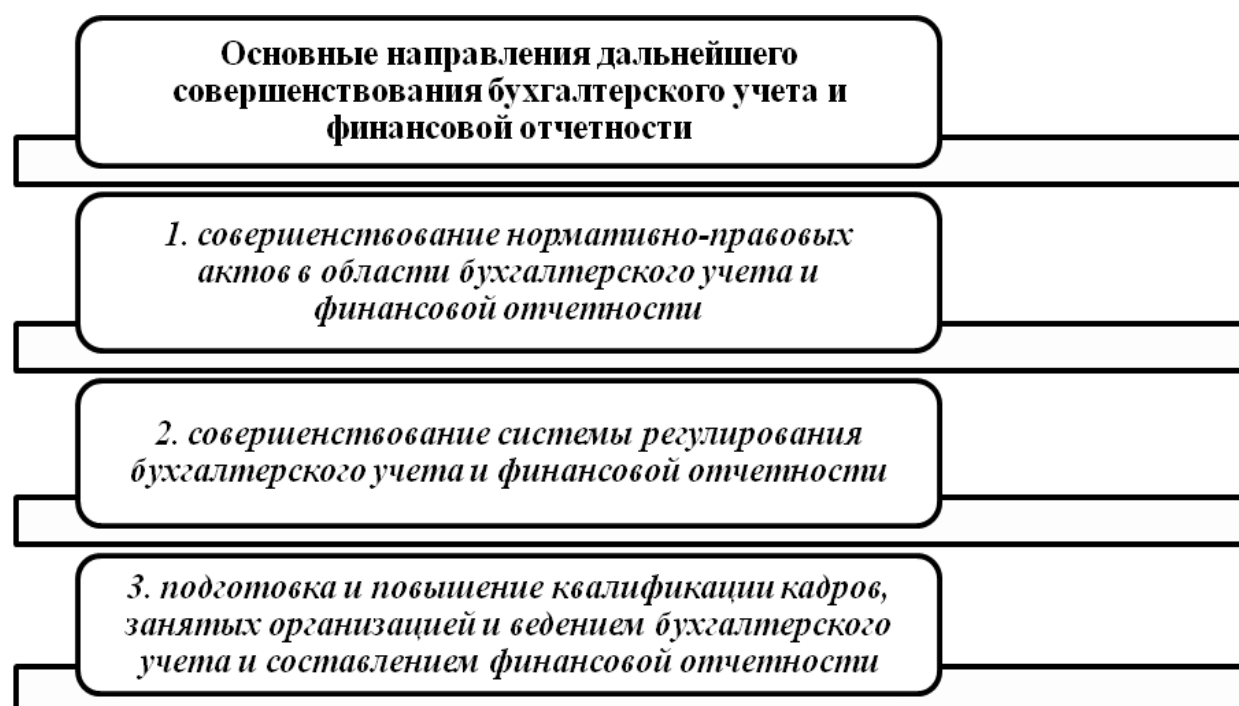 Основные направления дальнейшего
совершенствования бухгалтерского учета и
финансовой отчетности
1. совершенствование нормативно-правовых
актов в области бухгалтерского учета и
финансовой отчетности
2. совершенствование системы регулирования
бухгалтерского учета и финансовой отчетности
3. подготовка и повышение квалификации кадров,
занятых организацией и ведением бухгалтерского
учета и составлением финансовой отчетности